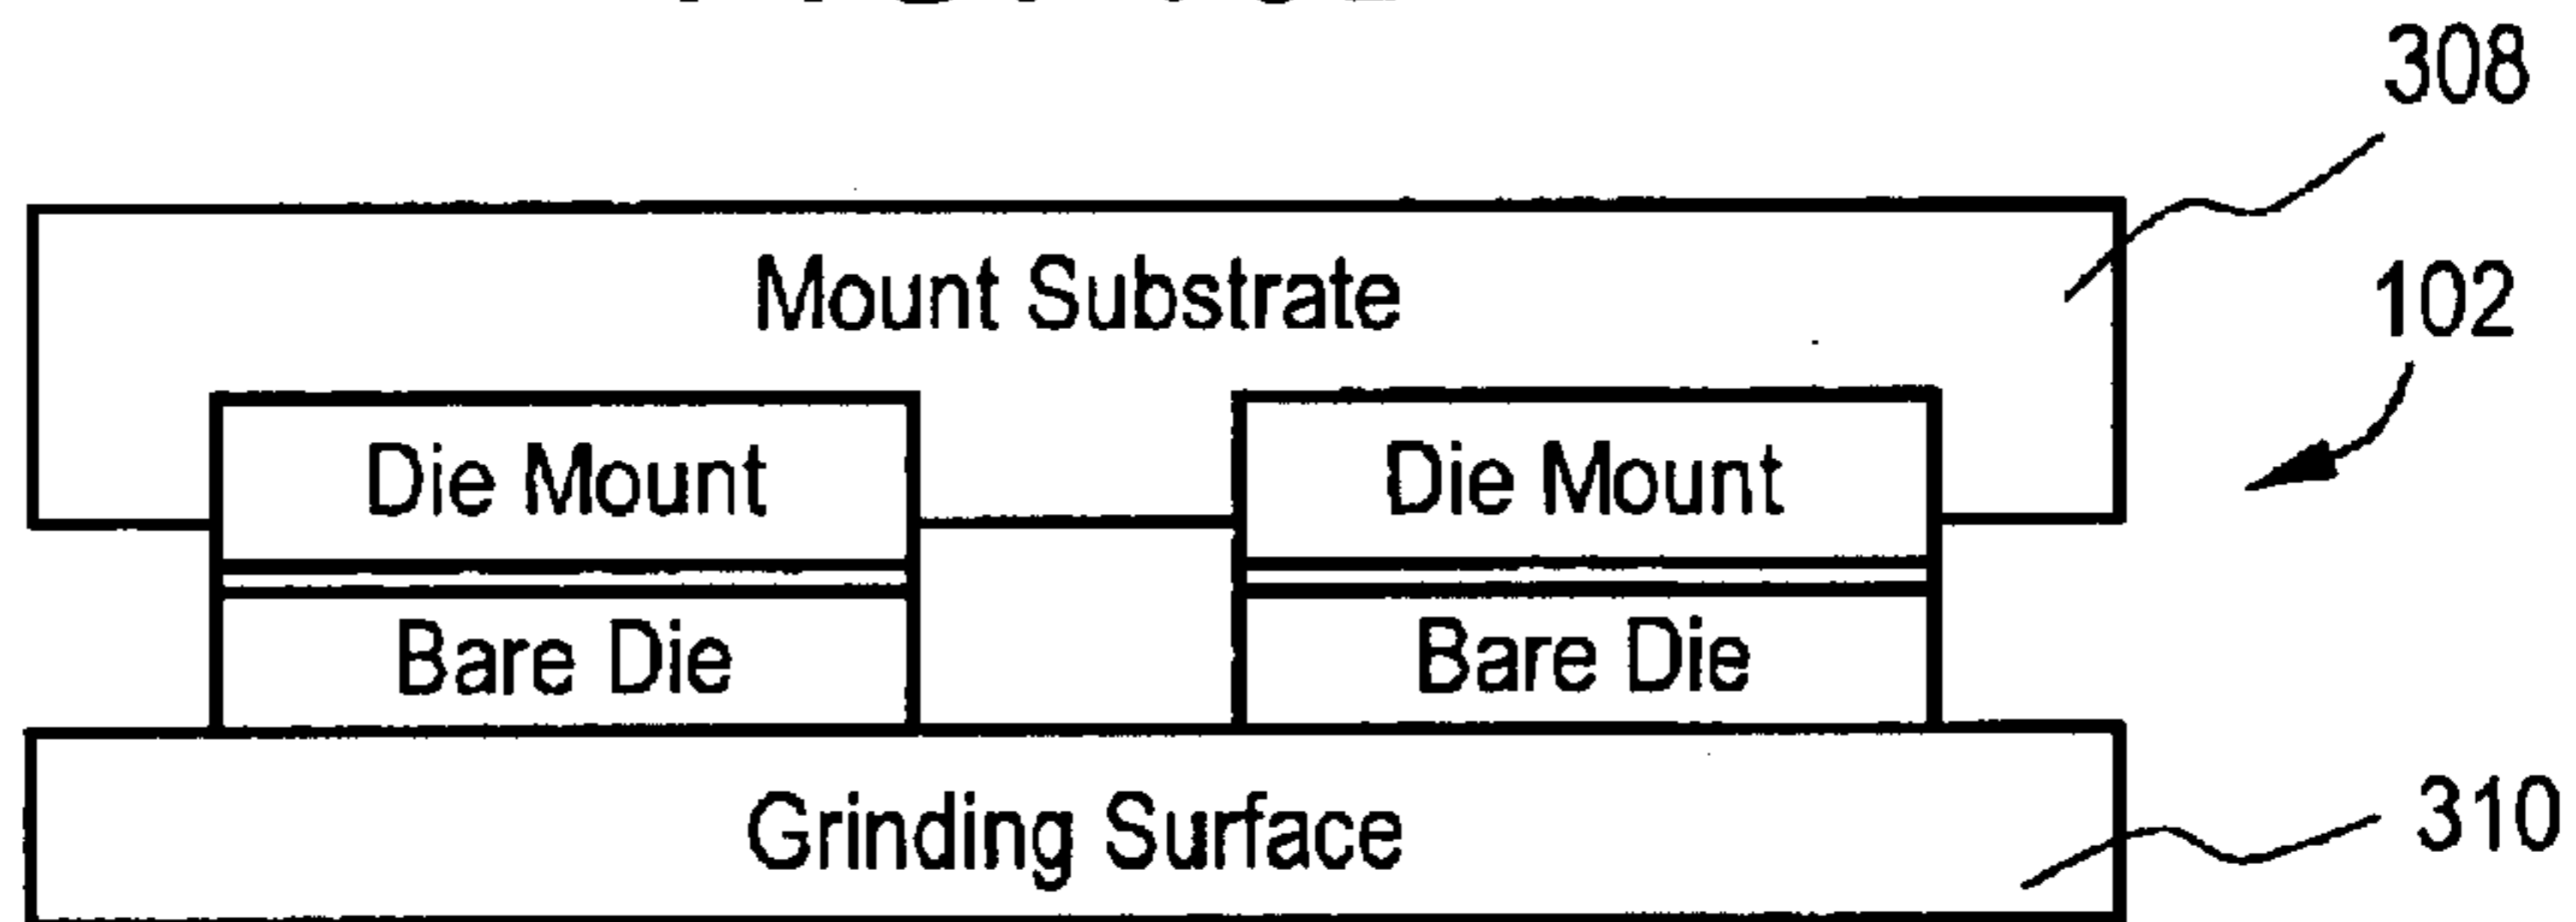 308
Mount Substrate
102
Die Mount Die Mount
Bare Die Bare Die
Grinding Surface
310